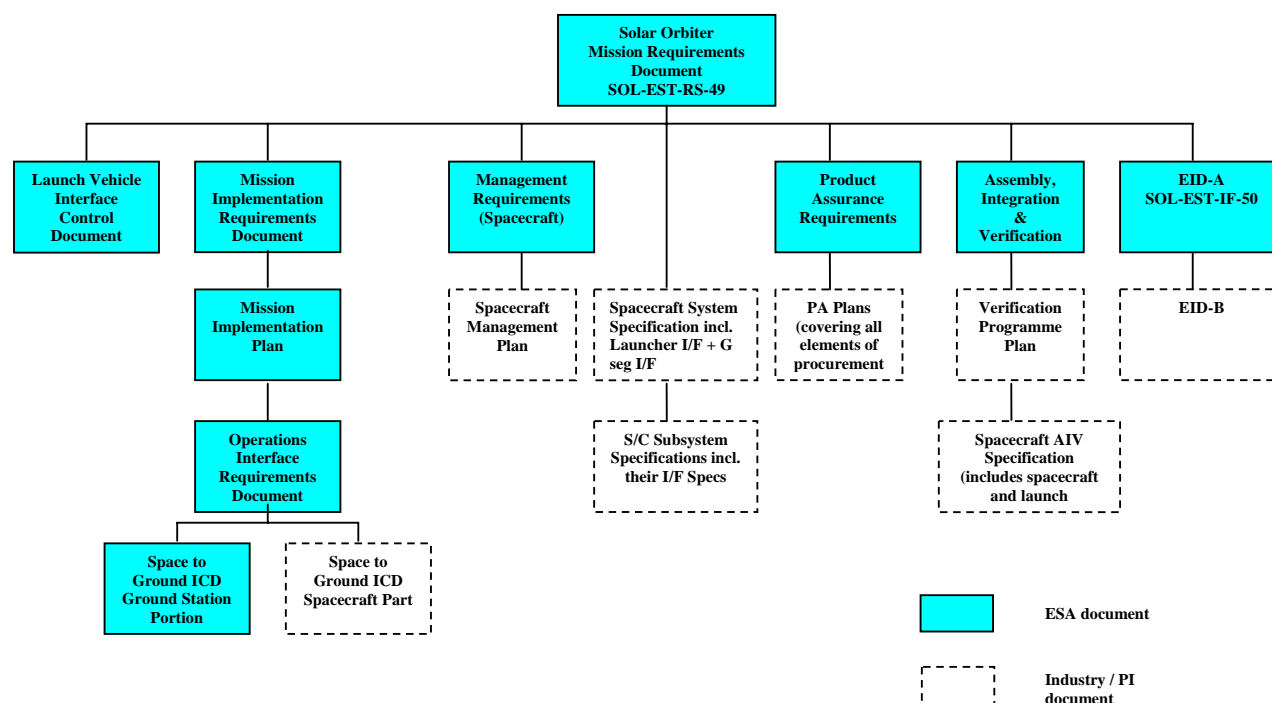 Solar Orbiter
Mission Requirements
Document
SOL-EST-RS-49
Launch Vehicle
Interface
Control
Document
Mission
Implementation
Requirements
Document
Management
Requirements
(Spacecraft)
Product
Assurance
Requirements
Assembly,
Integration
&
Verification
EID-A
SOL-EST-IF-50
Mission
Implementation
Plan
Spacecraft
Management
Plan
Spacecraft System
Specification incl.
Launcher I/F + G
seg I/F
PA Plans
(covering all
elements of
procurement
Verification
Programme
Plan
EID-B
Operations
Interface
Requirements
Document
S/C Subsystem
Specifications incl.
their I/F Specs
Spacecraft AIV
Specification
(includes spacecraft
and launch
Space to
Ground ICD
Ground Station
Portion
Space to
Ground ICD
Spacecraft Part
ESA document
Industry / PI
document